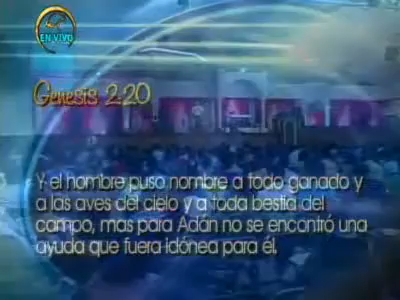 EN VIVO
Genesis 2:20
Y el hombre puso nombre a todo ganado y
a las aves del cielo y a toda bestia del
campo, mas para Adán no se encontró una
ayuda que fuera idónea para él.